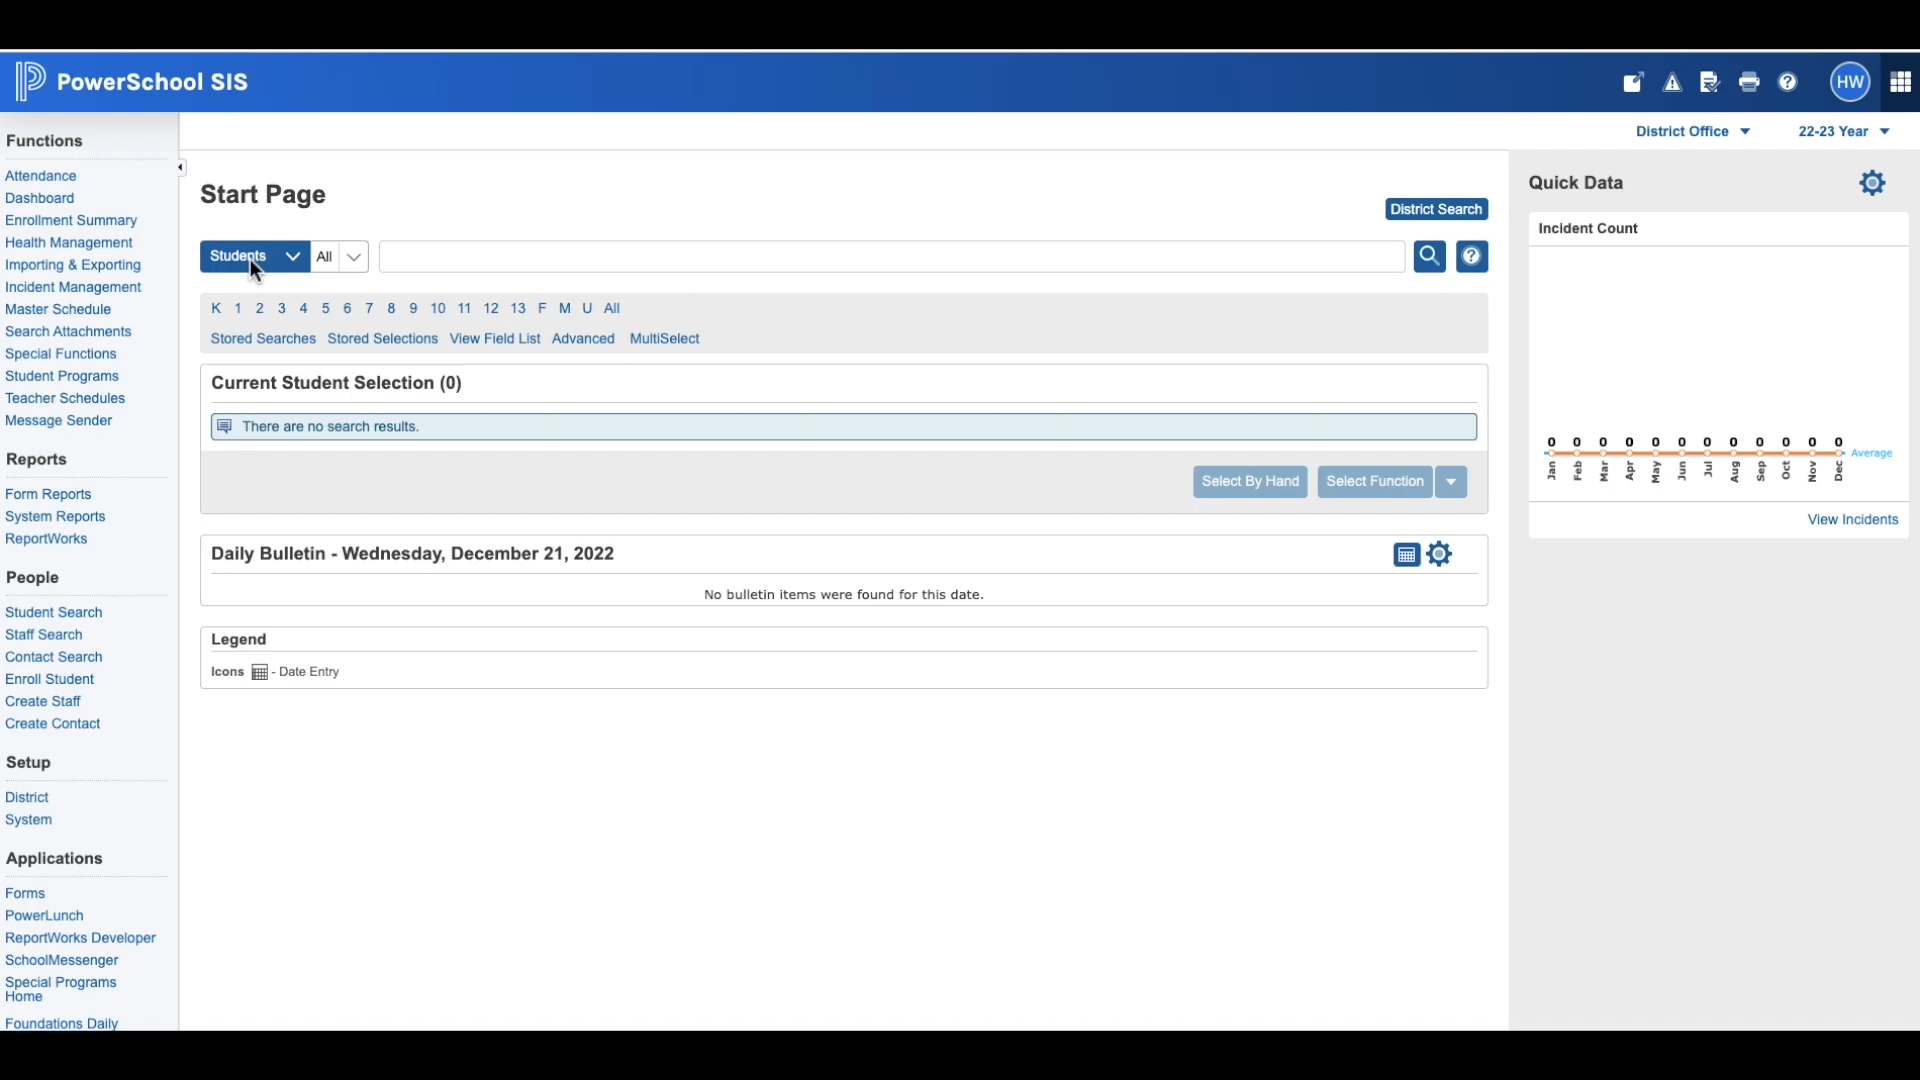 PowerSchool SIS
HW
District Office
22-23 Year
Functions
Attendance
Dashboard
Enrollment Summary
Health Management
Importing & Exporting
Incident Management
Master Schedule
Search Attachments
Special Functions
Student Programs
Teacher Schedules
Message Sender
Reports
Form Reports
System Reports
ReportWorks
People
Student Search
Staff Search
Contact Search
Enroll Student
Create Staff
Create Contact
Setup
District
System
Applications
Forms
PowerLunch
ReportWorks Developer
SchoolMessenger
Special Programs
Home
Foundations Daily
Start Page
District Search
Students All
K 1 2 3 4 5 6 7 8 9 10 11 12 13 F M U All
Stored Searches Stored Selections View Field List Advanced MultiSelect
Current Student Selection (0)
There are no search results.
Select By Hand Select Function
Daily Bulletin - Wednesday, December 21, 2022
No bulletin items were found for this date.
Legend
Icons - Date Entry
Quick Data
Incident Count
0 0 0 0 0 0 0 0 0 0 0 0
Average
Jan Feb Mar Apr May Jun Jul Aug Sep Oct Nov Dec
View Incidents